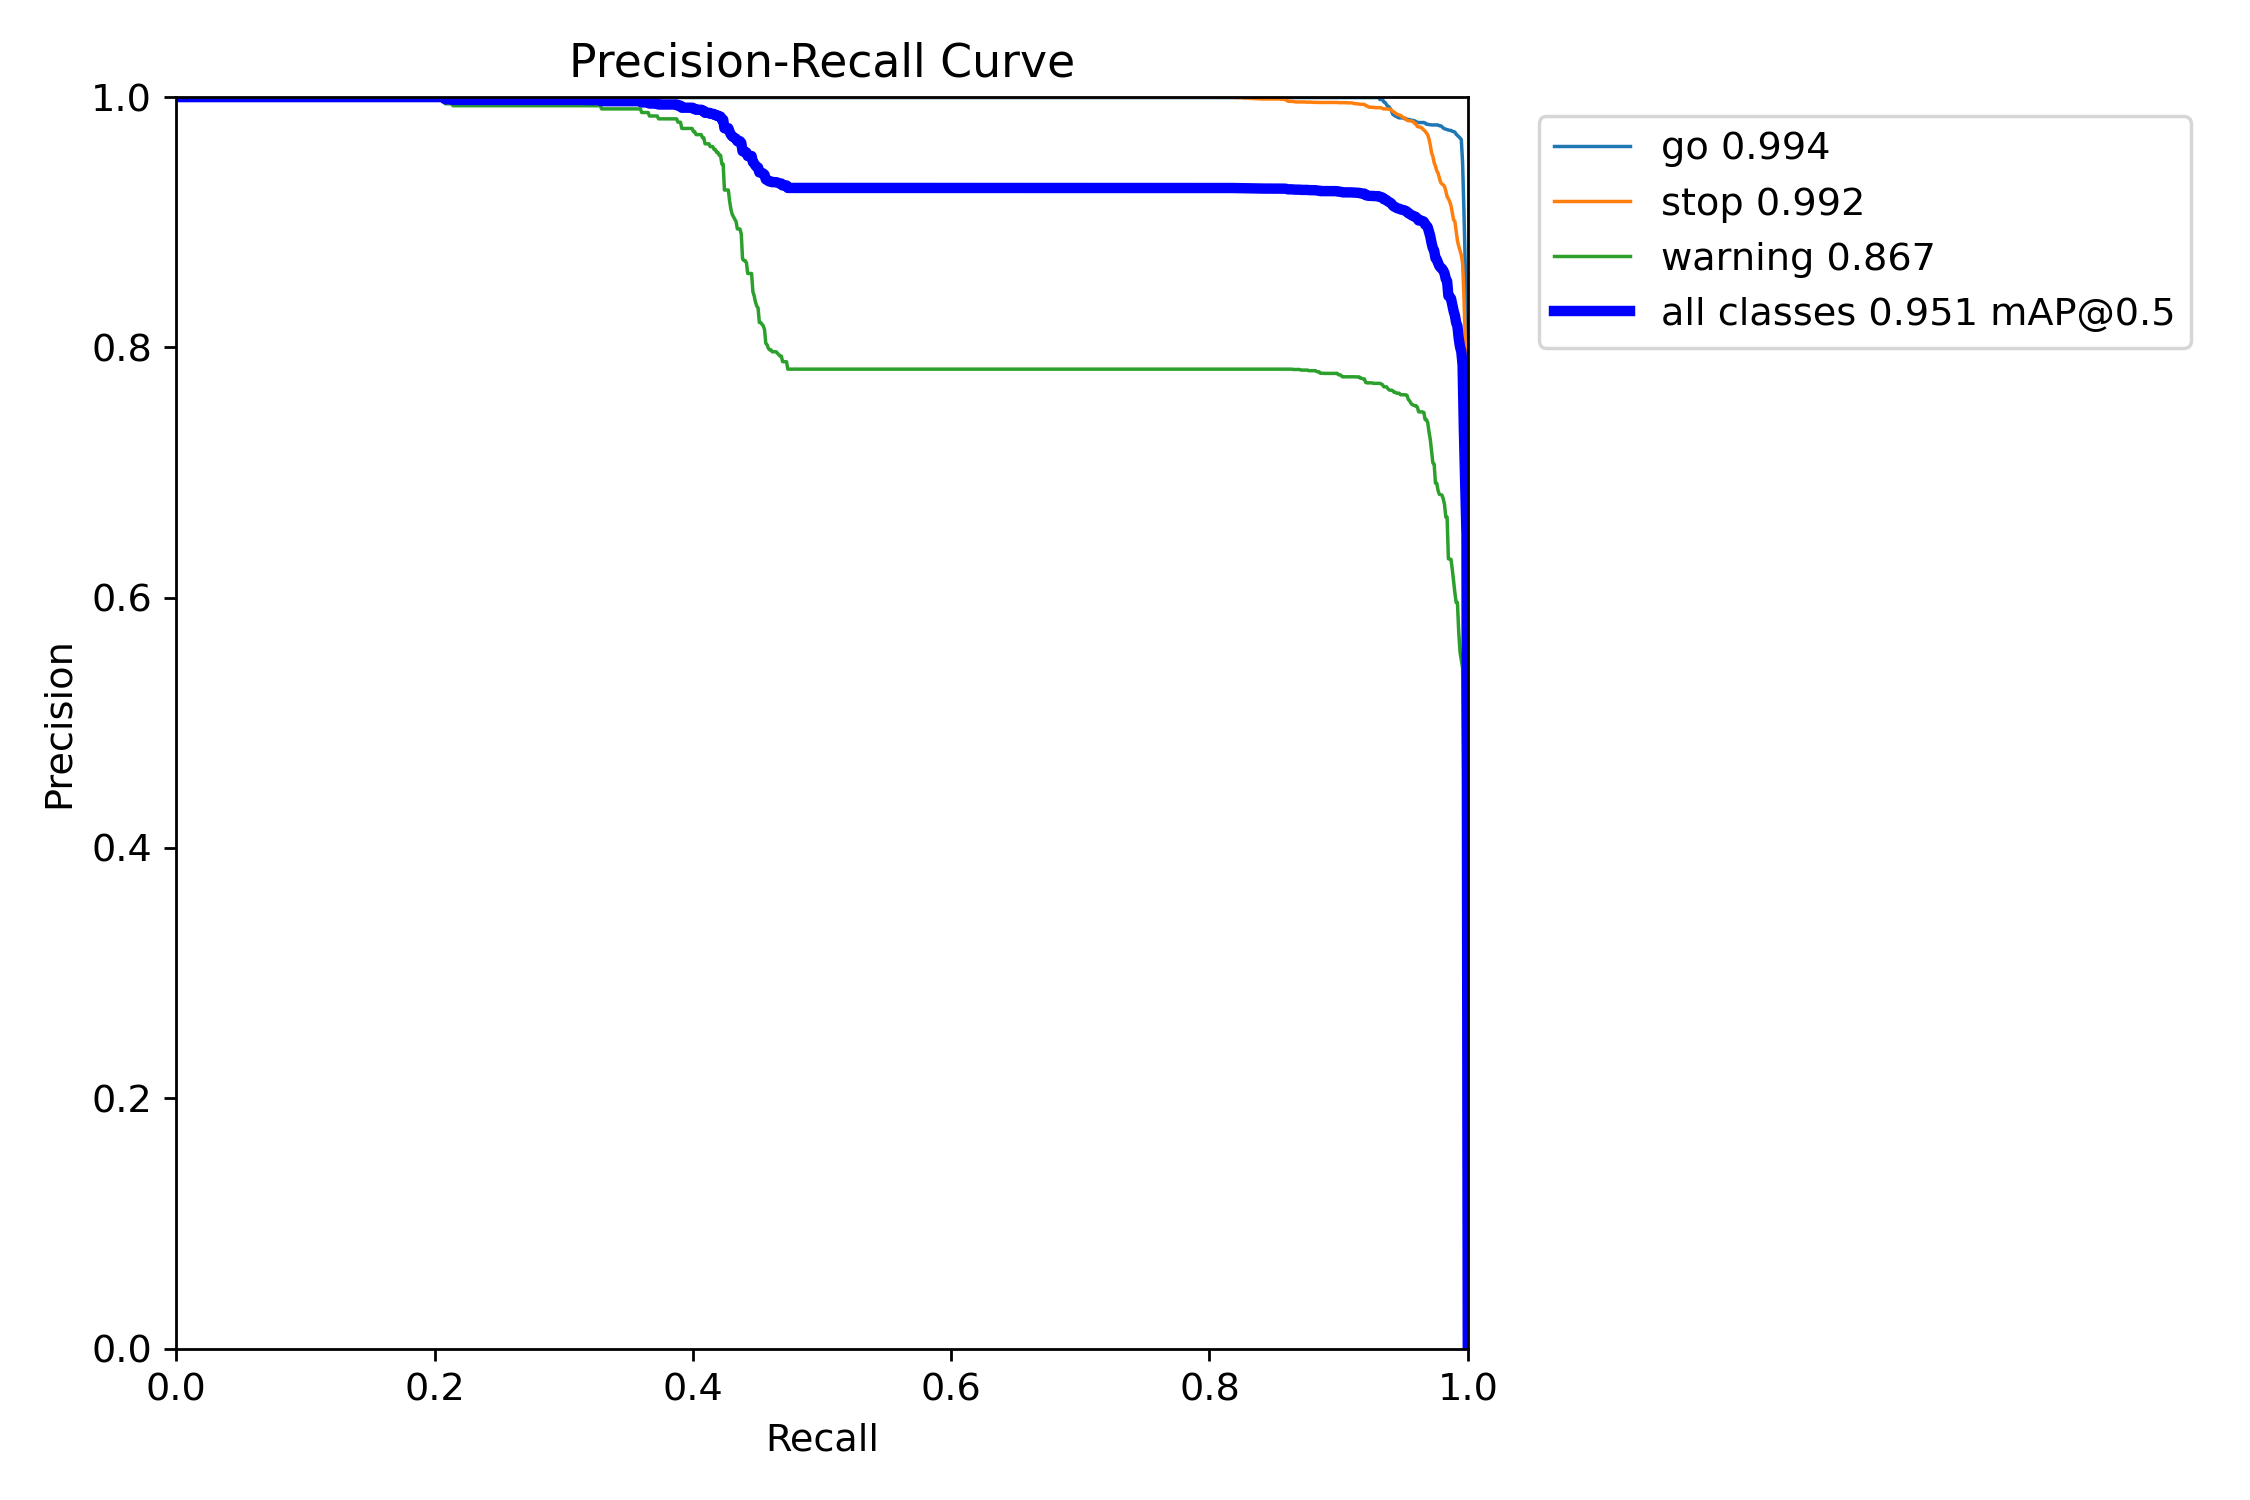 Precision-Recall Curve
1.0
0.8
0.6
0.4
0.2
0.0
Precision
0.0 0.2 0.4 0.6 0.8 1.0
Recall
go 0.994
stop 0.992
warning 0.867
all classes 0.951 mAP@0.5